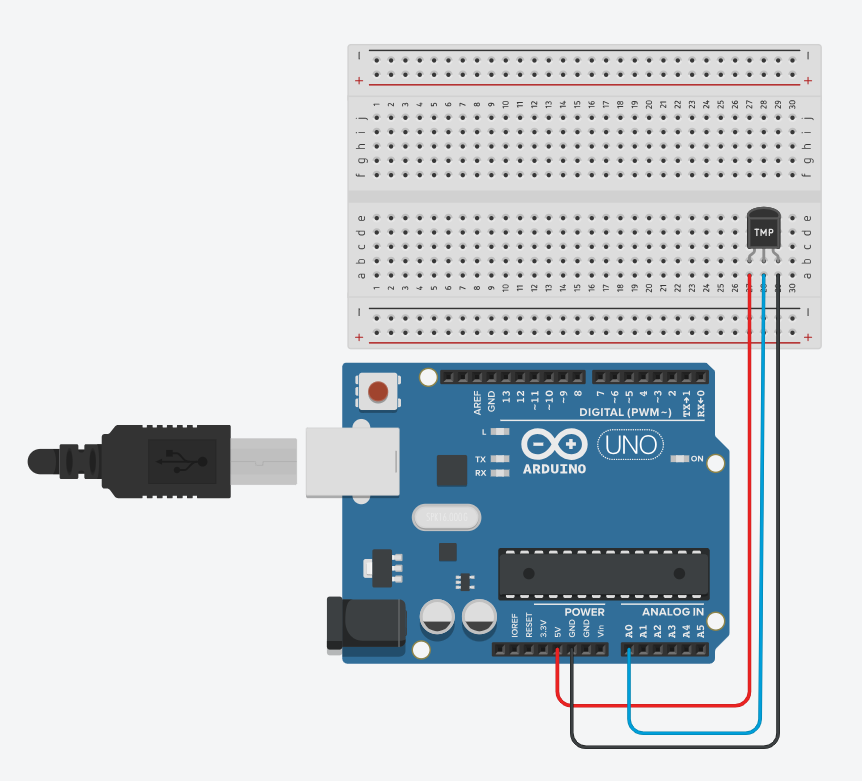 − −
+ +
1 2 3 4 5 6 7 8 9 10 11 12 13 14 15 16 17 18 19 20 21 22 23 24 25 26 27 28 29 30
j j
i i
h h
g g
f f
e e
d TMP d
c c
b b
a a
1 2 3 4 5 6 7 8 9 10 11 12 13 14 15 16 17 18 19 20 21 22 23 24 25 26 27 28 29 30
− −
+ +
AREF GND 13 12 ~11 ~10 ~9 8 7 ~6 ~5 4 ~3 2 TX→1 RX←0
DIGITAL (PWM~)
L
UNO
TX ON
RX ARDUINO
POWER ANALOG IN
IOREF RESET 3.3V 5V GND GND Vin A0 A1 A2 A3 A4 A5